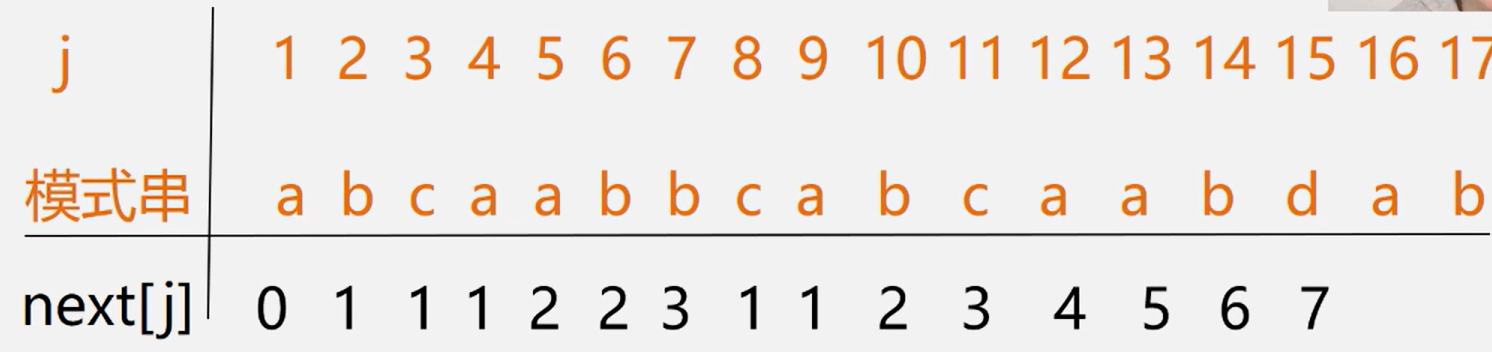 j 1 2 3 4 5 6 7 8 9 10 11 12 13 14 15 16 17
模式串 a b c a a b b c a b c a a b d a b
next[j] 0 1 1 1 2 2 3 1 1 2 3 4 5 6 7